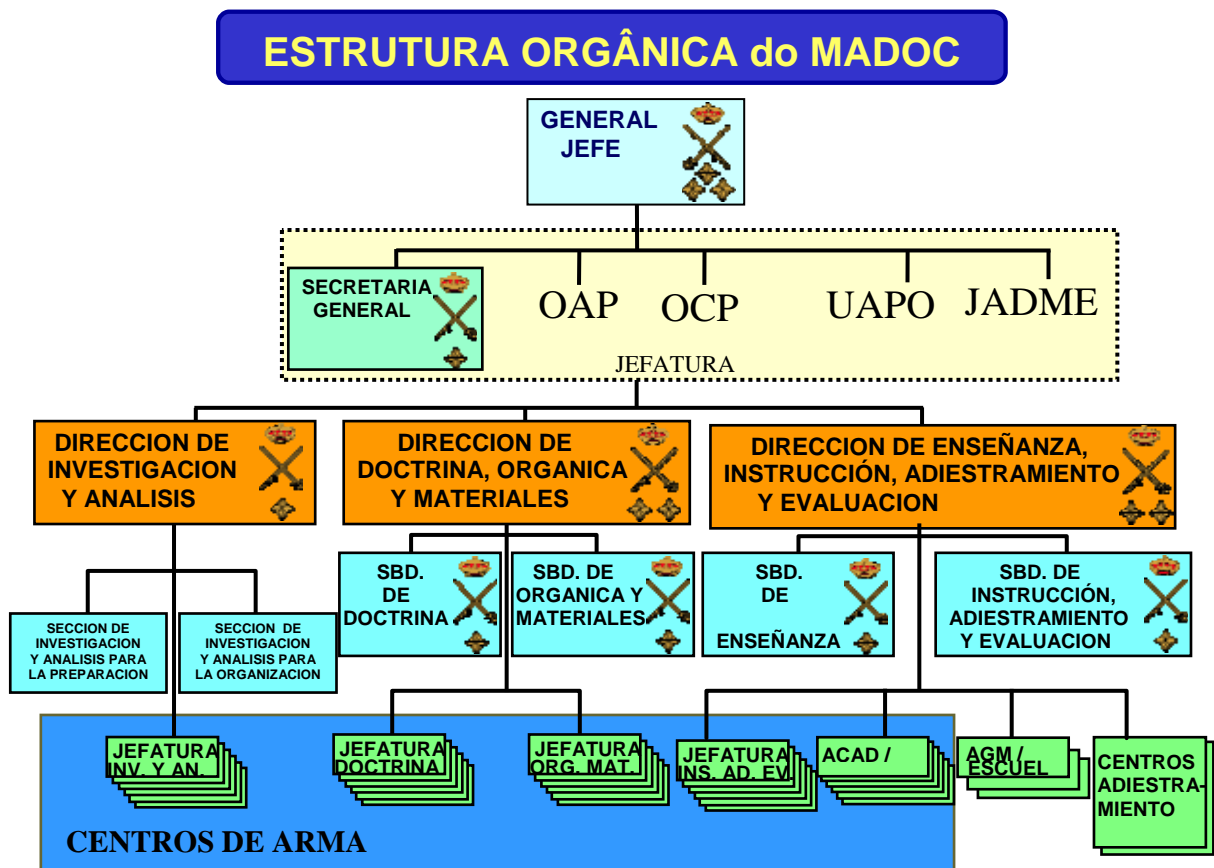 ESTRUTURA ORGÂNICA do MADOC
GENERAL
JEFE
SECRETARIA
GENERAL
OAP
OCP
UAPO
JADME
JEFATURA
DIRECCION DE
INVESTIGACION
Y ANALISIS
DIRECCION DE
DOCTRINA, ORGANICA
Y MATERIALES
DIRECCION DE ENSEÑANZA,
INSTRUCCIÓN, ADIESTRAMIENTO
Y EVALUACION
SBD.
DE
DOCTRINA
SBD. DE
ORGANICA Y
MATERIALES
SBD.
DE
ENSEÑANZA
SBD. DE
INSTRUCCIÓN,
ADIESTRAMIENTO
Y EVALUACION
SECCION DE
INVESTIGACION
Y ANALISIS PARA
LA PREPARACION
SECCION DE
INVESTIGACION
Y ANALISIS PARA
LA ORGANIZACION
JEFATURA
INV. Y AN.
JEFATURA
DOCTRINA
JEFATURA
ORG. MAT.
JEFATURA
INS. AD. EV.
ACAD /
AGM /
ESCUEL
CENTROS
ADIESTRA-
MIENTO
CENTROS DE ARMA